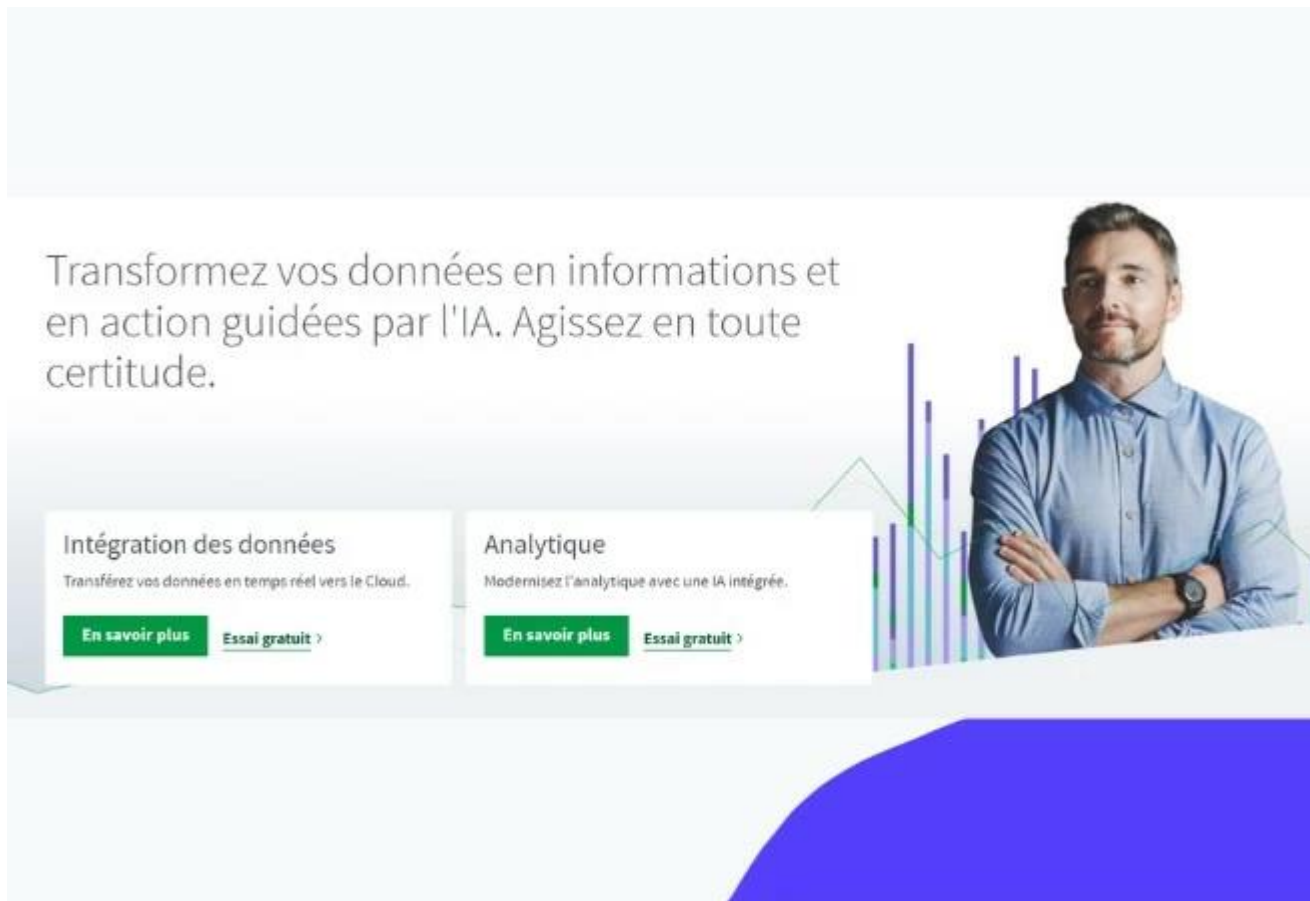 Transformez vos données en informations et
en action guidées par l'IA. Agissez en toute
certitude.
Intégration des données
Transférez vos données en temps réel vers le Cloud.
En savoir plus
Essai gratuit >
Analytique
Modernisez l'analytique avec une IA intégrée.
En savoir plus
Essai gratuit >